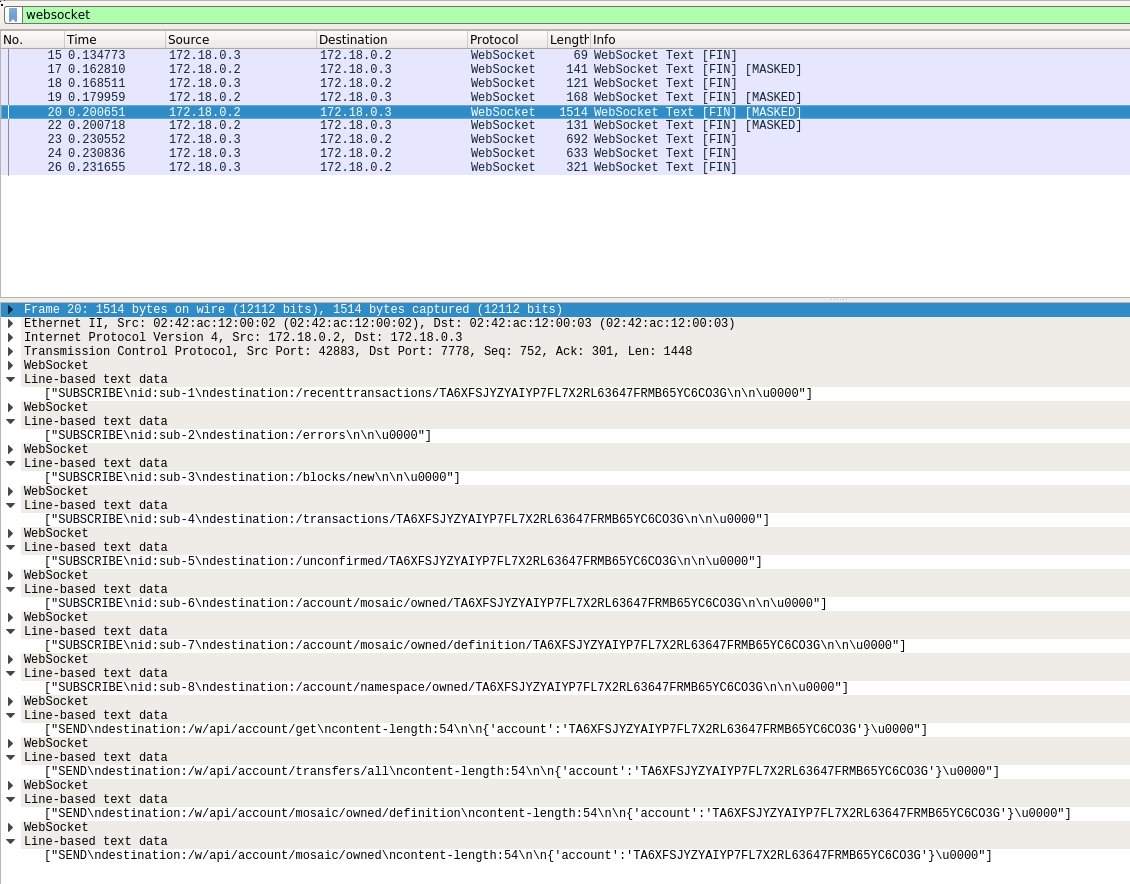 websocket
No. Time Source Destination Protocol Length Info
15 0.134773 172.18.0.3 172.18.0.2 WebSocket 69 WebSocket Text [FIN]
17 0.162810 172.18.0.2 172.18.0.3 WebSocket 141 WebSocket Text [FIN] [MASKED]
18 0.168511 172.18.0.3 172.18.0.2 WebSocket 121 WebSocket Text [FIN]
19 0.179959 172.18.0.2 172.18.0.3 WebSocket 168 WebSocket Text [FIN] [MASKED]
20 0.200651 172.18.0.2 172.18.0.3 WebSocket 1514 WebSocket Text [FIN] [MASKED]
22 0.200718 172.18.0.2 172.18.0.3 WebSocket 131 WebSocket Text [FIN] [MASKED]
23 0.230552 172.18.0.3 172.18.0.2 WebSocket 692 WebSocket Text [FIN]
24 0.230836 172.18.0.3 172.18.0.2 WebSocket 633 WebSocket Text [FIN]
26 0.231655 172.18.0.3 172.18.0.2 WebSocket 321 WebSocket Text [FIN]
Frame 20: 1514 bytes on wire (12112 bits), 1514 bytes captured (12112 bits)
Ethernet II, Src: 02:42:ac:12:00:02 (02:42:ac:12:00:02), Dst: 02:42:ac:12:00:03 (02:42:ac:12:00:03)
Internet Protocol Version 4, Src: 172.18.0.2, Dst: 172.18.0.3
Transmission Control Protocol, Src Port: 42883, Dst Port: 7778, Seq: 752, Ack: 301, Len: 1448
WebSocket
Line-based text data
["SUBSCRIBE\nid:sub-1\ndestination:/recenttransactions/TA6XFSJYZYAIYP7FL7X2RL63647FRMB65YC6CO3G\n\n\u0000"]
WebSocket
Line-based text data
["SUBSCRIBE\nid:sub-2\ndestination:/errors\n\n\u0000"]
WebSocket
Line-based text data
["SUBSCRIBE\nid:sub-3\ndestination:/blocks/new\n\n\u0000"]
WebSocket
Line-based text data
["SUBSCRIBE\nid:sub-4\ndestination:/transactions/TA6XFSJYZYAIYP7FL7X2RL63647FRMB65YC6CO3G\n\n\u0000"]
WebSocket
Line-based text data
["SUBSCRIBE\nid:sub-5\ndestination:/unconfirmed/TA6XFSJYZYAIYP7FL7X2RL63647FRMB65YC6CO3G\n\n\u0000"]
WebSocket
Line-based text data
["SUBSCRIBE\nid:sub-6\ndestination:/account/mosaic/owned/TA6XFSJYZYAIYP7FL7X2RL63647FRMB65YC6CO3G\n\n\u0000"]
WebSocket
Line-based text data
["SUBSCRIBE\nid:sub-7\ndestination:/account/mosaic/owned/definition/TA6XFSJYZYAIYP7FL7X2RL63647FRMB65YC6CO3G\n\n\u0000"]
WebSocket
Line-based text data
["SUBSCRIBE\nid:sub-8\ndestination:/account/namespace/owned/TA6XFSJYZYAIYP7FL7X2RL63647FRMB65YC6CO3G\n\n\u0000"]
WebSocket
Line-based text data
["SEND\ndestination:/w/api/account/get\ncontent-length:54\n\n{'account':'TA6XFSJYZYAIYP7FL7X2RL63647FRMB65YC6CO3G'}\u0000"]
WebSocket
Line-based text data
["SEND\ndestination:/w/api/account/transfers/all\ncontent-length:54\n\n{'account':'TA6XFSJYZYAIYP7FL7X2RL63647FRMB65YC6CO3G'}\u0000"]
WebSocket
Line-based text data
["SEND\ndestination:/w/api/account/mosaic/owned/definition\ncontent-length:54\n\n{'account':'TA6XFSJYZYAIYP7FL7X2RL63647FRMB65YC6CO3G'}\u0000"]
WebSocket
Line-based text data
["SEND\ndestination:/w/api/account/mosaic/owned\ncontent-length:54\n\n{'account':'TA6XFSJYZYAIYP7FL7X2RL63647FRMB65YC6CO3G'}\u0000"]